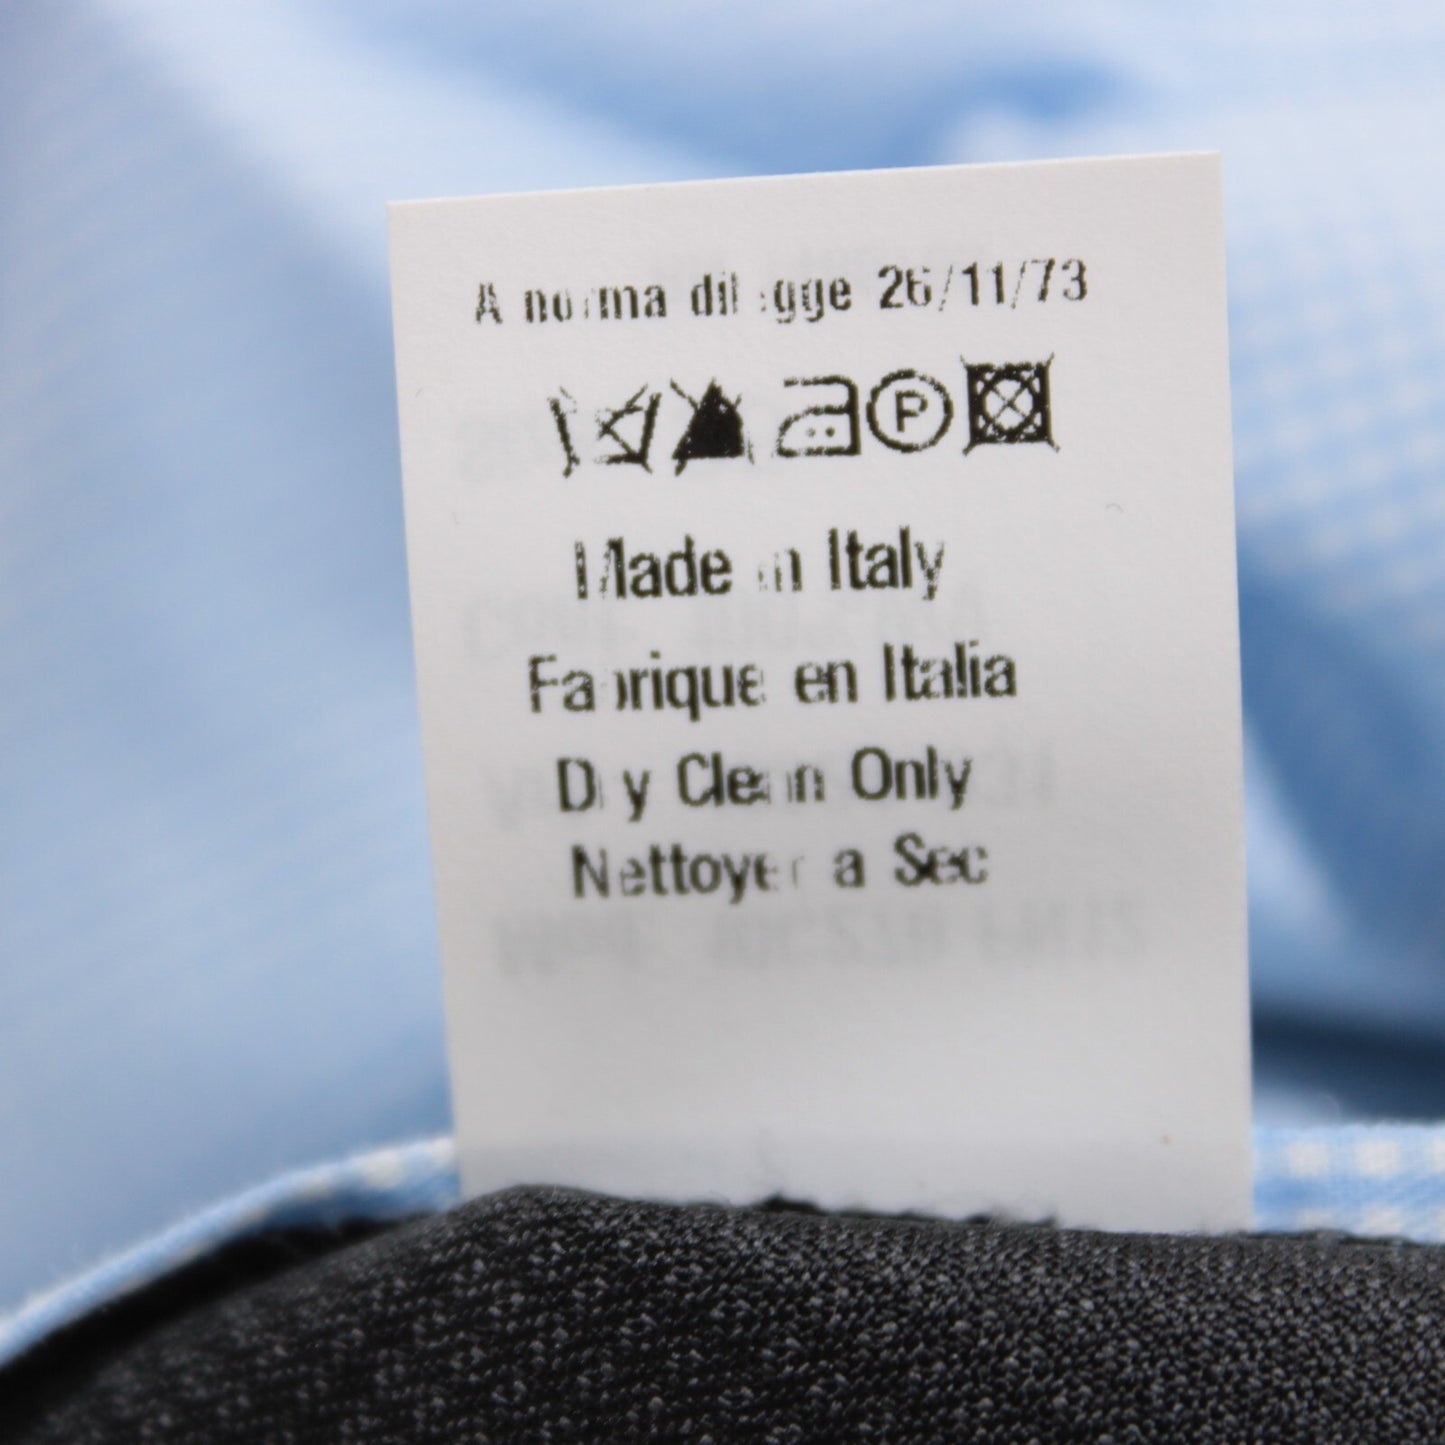 A norma di legge 26/11/73
P
Made in Italy
Fabrique en Italia
Dry Clean Only
Nettoyer a Sec